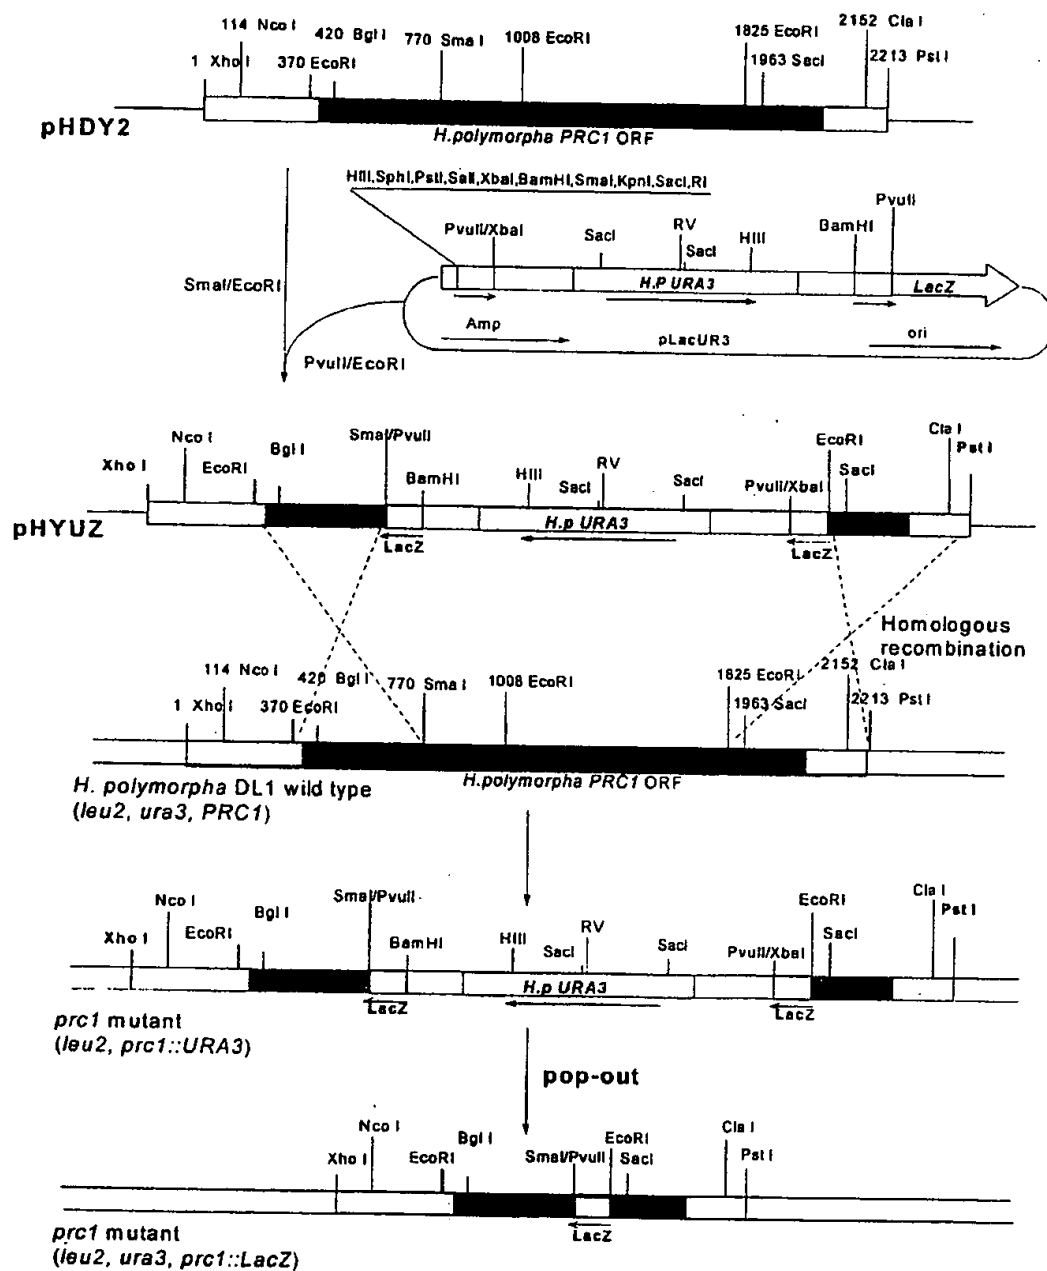 114 Nco I
420 Bgl I
770 Sma I
1008 EcoRI
1825 EcoRI
2152 Cla I
1 Xho I
370 EcoRI
1963 SacI
2213 Pst I
pHDY2
H.polymorpha PRC1 ORF
HIII,SphI,PstI,SalI,XbaI,BamHI,SmaI,KpnI,SacI,RI
PvuII
PvuII/XbaI
SacI
RV
SacI
HIII
BamHI
SmaI/EcoRI
H.P URA3
LacZ
Amp
pLacUR3
ori
PvuII/EcoRI
Nco I
Bgl I
SmaI/PvuII
EcoRI
Cla I
Xho I
EcoRI
BamHI
HIII
SacI
RV
SacI
PvuII/XbaI
SacI
Pst I
pHYUZ
H.p URA3
LacZ
LacZ
Homologous
recombination
114 Nco I
420 Bgl I
770 Sma I
1008 EcoRI
1825 EcoRI
2152 Cla I
1 Xho I
370 EcoRI
1963 SacI
2213 Pst I
H. polymorpha DL1 wild type
H.polymorpha PRC1 ORF
(leu2, ura3, PRC1)
Nco I
Bgl I
SmaI/PvuII
EcoRI
Cla I
Xho I
EcoRI
BamHI
HIII
SacI
RV
SacI
PvuII/XbaI
SacI
Pst I
H.p URA3
LacZ
LacZ
prc1 mutant
(leu2, prc1::URA3)
pop-out
Nco I
Bgl I
EcoRI
Cla I
Xho I
EcoRI
SmaI/PvuII
SacI
Pst I
LacZ
prc1 mutant
(leu2, ura3, prc1::LacZ)